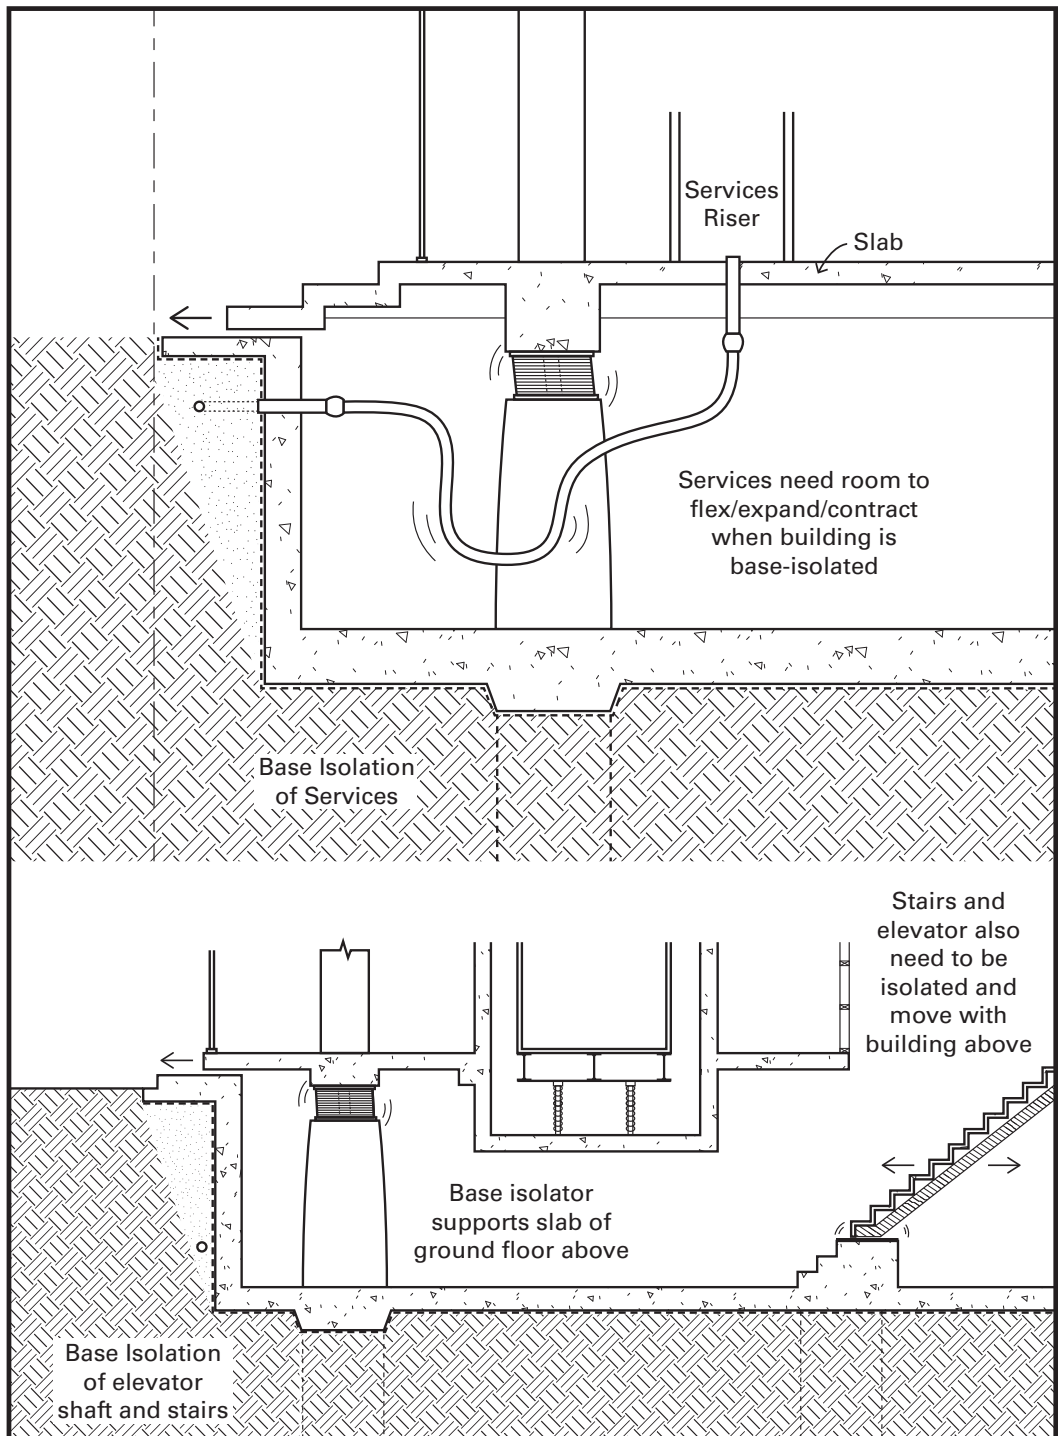 Services
Riser
Slab
Services need room to
flex/expand/contract
when building is
base-isolated
Base Isolation
of Services
Stairs and
elevator also
need to be
isolated and
move with
building above
Base isolator
supports slab of
ground floor above
Base Isolation
of elevator
shaft and stairs